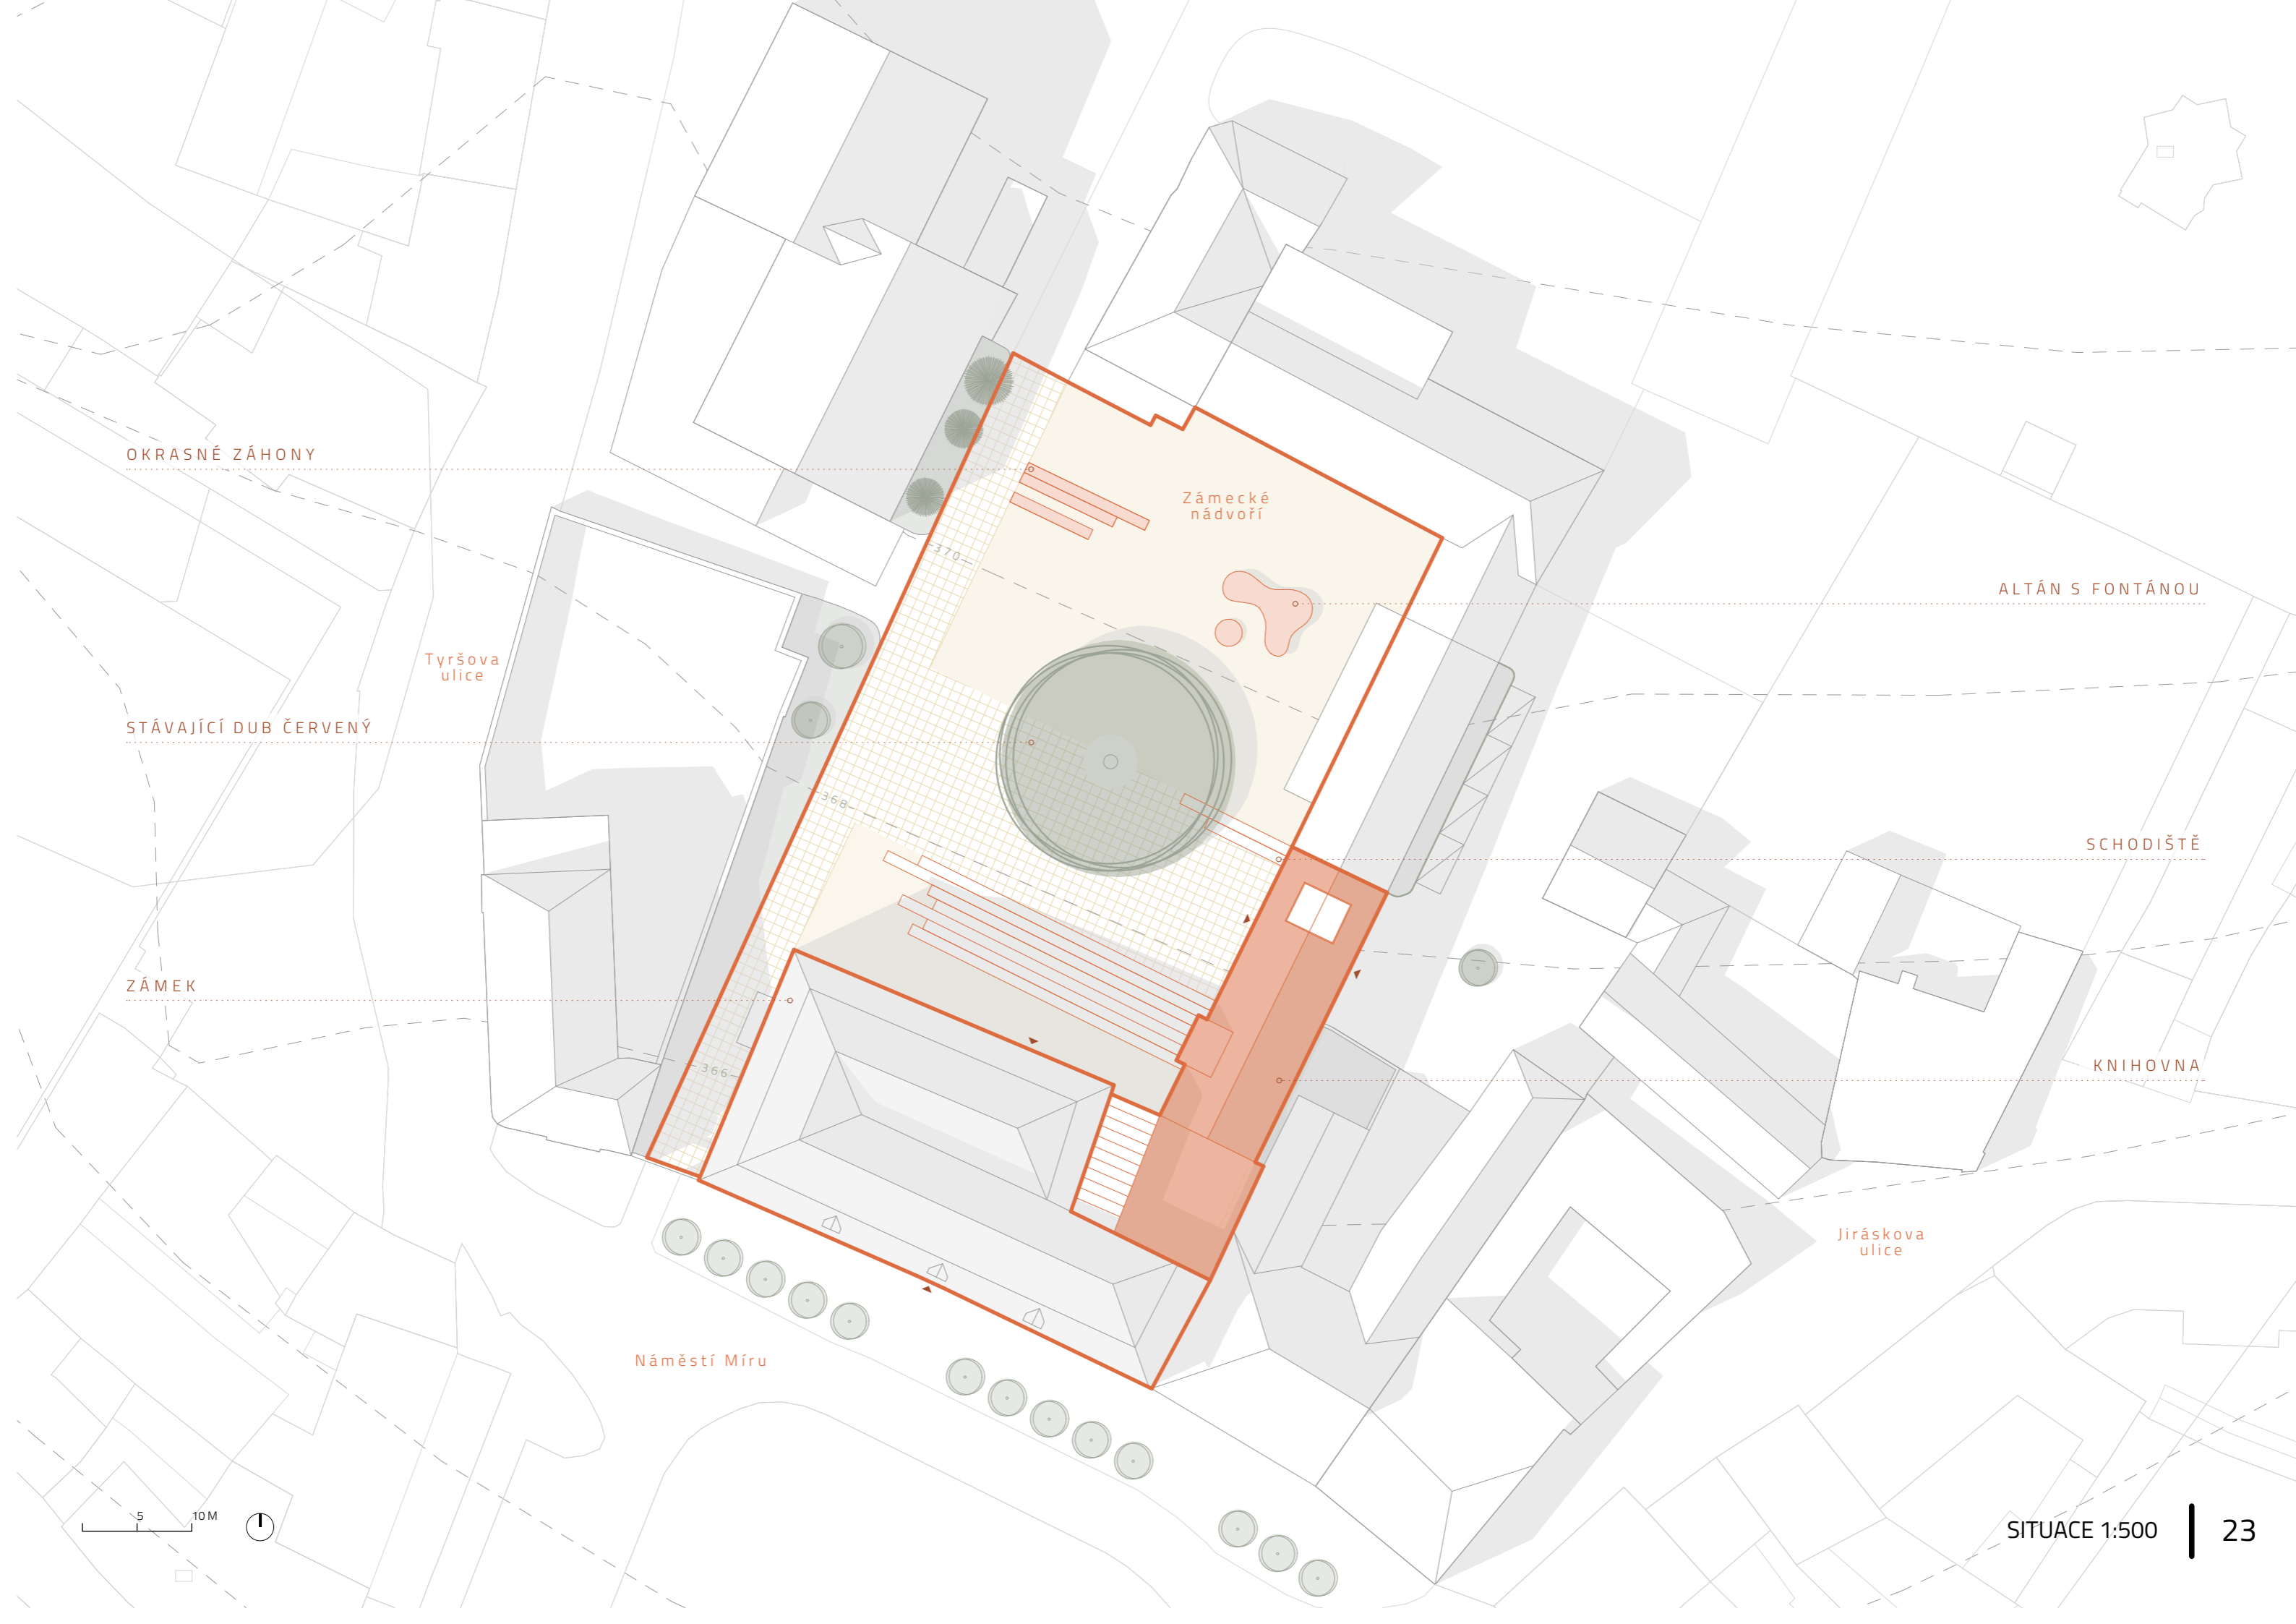 OKRASNÉ ZÁHONY
Zámecké
nádvoří
370
ALTÁN S FONTÁNOU
Tyršova
ulice
STÁVAJÍCÍ DUB ČERVENÝ
368
SCHODIŠTĚ
ZÁMEK
366
KNIHOVNA
Jiráskova
ulice
Náměstí Míru
5
10 M
SITUACE 1:500
23